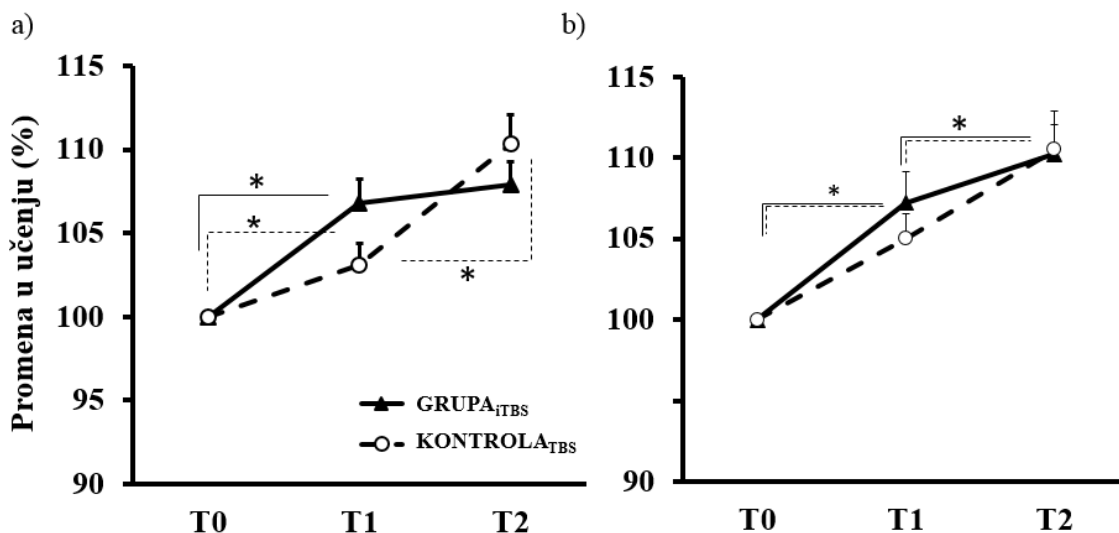 a)
Promena u učenju (%)
115
110
105
100
95
90
*
*
*
GRUPAiTBS
KONTROLATBS
T0 T1 T2
b)
115
110
105
100
90
*
*
T0 T1 T2